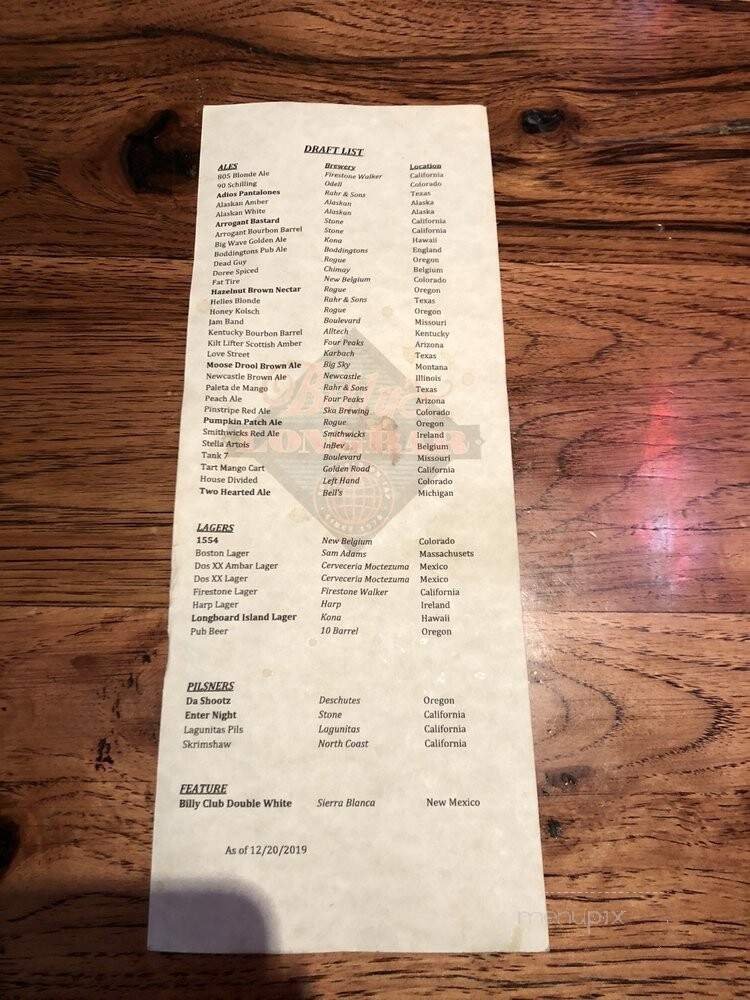 DRAFT LIST
ALES Brewery Location
805 Blonde Ale Firestone Walker California
90 Schilling Odell Colorado
Adios Pantalones Rahr & Sons Texas
Alaskan Amber Alaskan Alaska
Alaskan White Alaskan Alaska
Arrogant Bastard Stone California
Arrogant Bourbon Barrel Stone California
Big Wave Golden Ale Kona Hawaii
Boddingtons Pub Ale Boddingtons England
Dead Guy Rogue Oregon
Doree Spiced Chimay Belgium
Fat Tire New Belgium Colorado
Hazelnut Brown Nectar Rogue Oregon
Helles Blonde Rahr & Sons Texas
Honey Kolsch Rogue Oregon
Jam Band Boulevard Missouri
Kentucky Bourbon Barrel Alltech Kentucky
Kilt Lifter Scottish Amber Four Peaks Arizona
Love Street Karbach Texas
Moose Drool Brown Ale Big Sky Montana
Newcastle Brown Ale Newcastle Illinois
Paleta de Mango Rahr & Sons Texas
Peach Ale Four Peaks Arizona
Pinstripe Red Ale Ska Brewing Colorado
Pumpkin Patch Ale Rogue Oregon
Smithwicks Red Ale Smithwicks Ireland
Stella Artois InBev Belgium
Tank 7 Boulevard Missouri
Tart Mango Cart Golden Road California
House Divided Left Hand Colorado
Two Hearted Ale Bell's Michigan
LAGERS
1554 New Belgium Colorado
Boston Lager Sam Adams Massachusets
Dos XX Ambar Lager Cerveceria Moctezuma Mexico
Dos XX Lager Cerveceria Moctezuma Mexico
Firestone Lager Firestone Walker California
Harp Lager Harp Ireland
Longboard Island Lager Kona Hawaii
Pub Beer 10 Barrel Oregon
PILSNERS
Da Shootz Deschutes Oregon
Enter Night Stone California
Lagunitas Pils Lagunitas California
Skrimshaw North Coast California
FEATURE
Billy Club Double White Sierra Blanca New Mexico
As of 12/20/2019
menupix